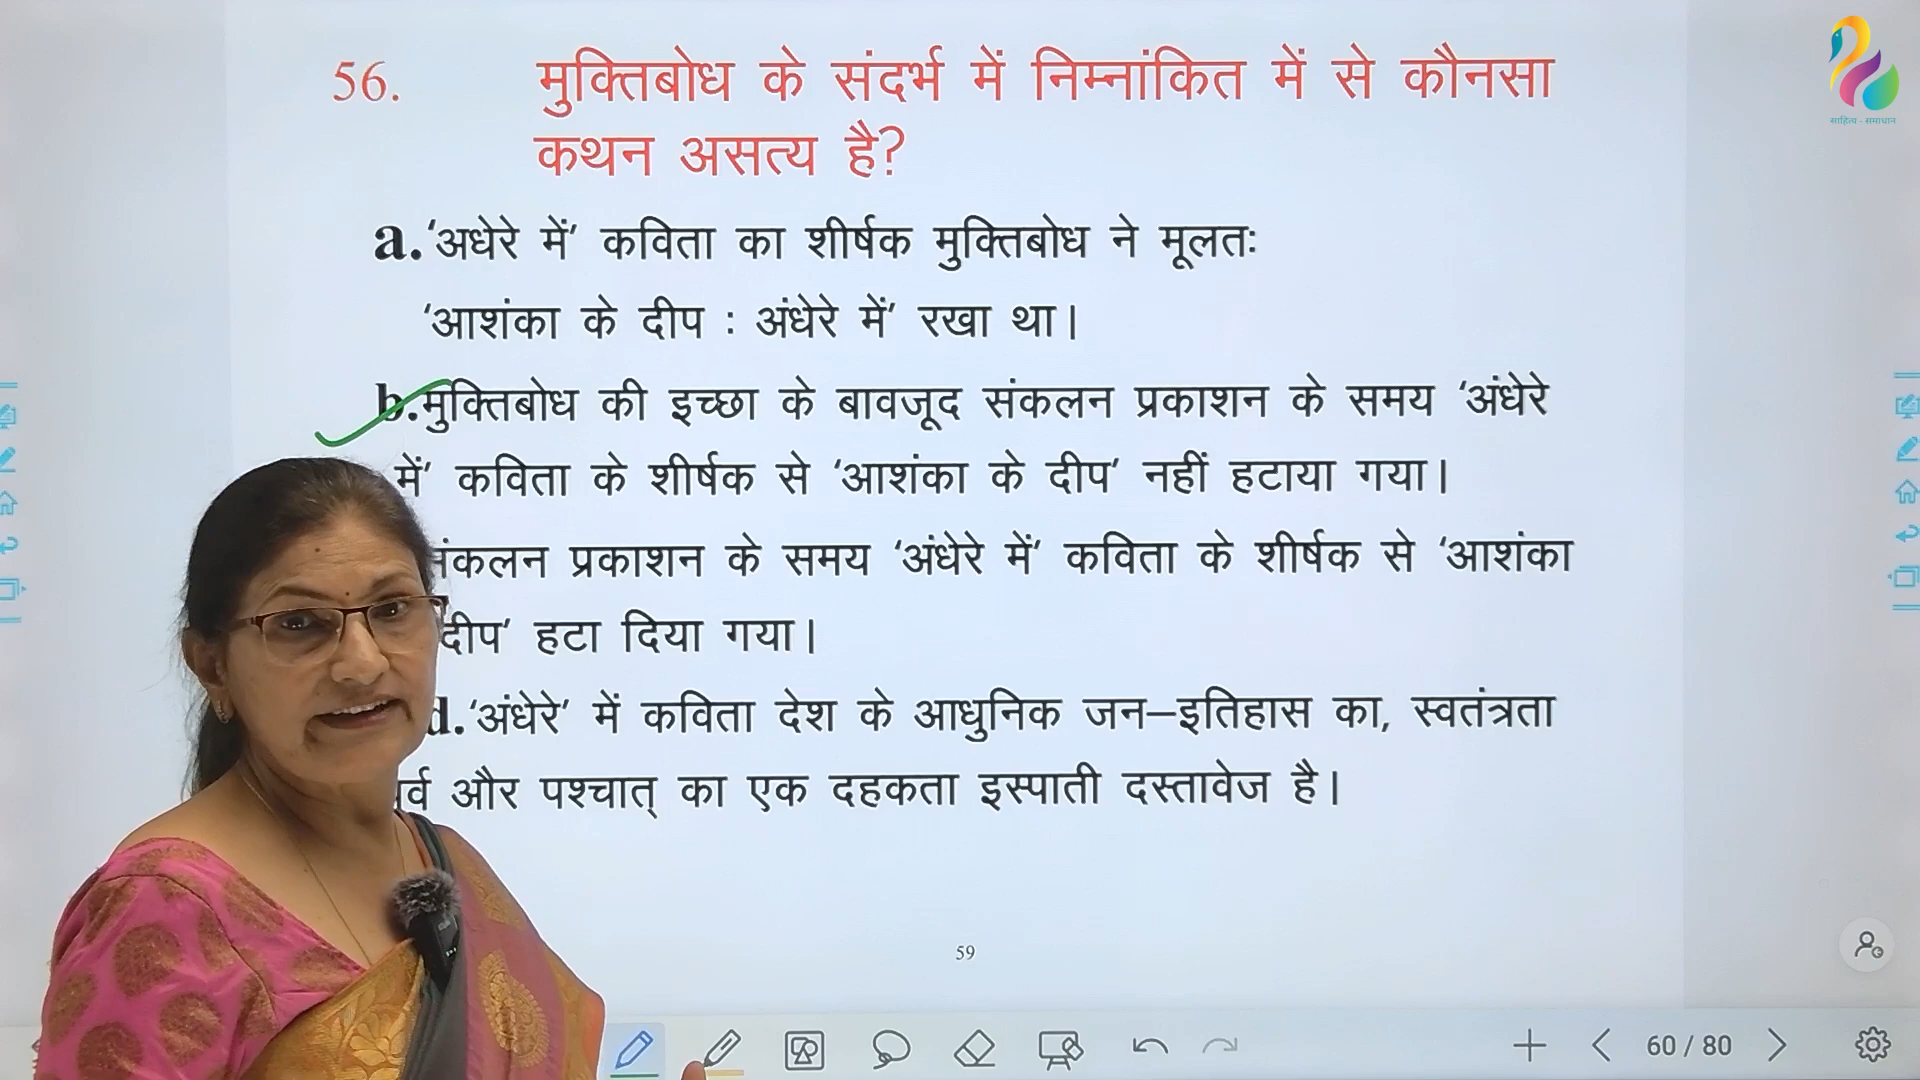 साहित्य - समाधान
56. मुक्तिबोध के संदर्भ में निम्नांकित में से कौनसा
कथन असत्य है?
a. ‘अधेरे में’ कविता का शीर्षक मुक्तिबोध ने मूलतः
‘आशंका के दीप : अंधेरे में’ रखा था।
b. मुक्तिबोध की इच्छा के बावजूद संकलन प्रकाशन के समय ‘अंधेरे
में’ कविता के शीर्षक से ‘आशंका के दीप’ नहीं हटाया गया।
प्रकाशन के समय ‘अंधेरे में’ कविता के शीर्षक से ‘आशंका
दीप’ हटा दिया गया।
d. ‘अंधेरे’ में कविता देश के आधुनिक जन–इतिहास का, स्वतंत्रता
और पश्चात् का एक दहकता इस्पाती दस्तावेज है।
59
60 / 80